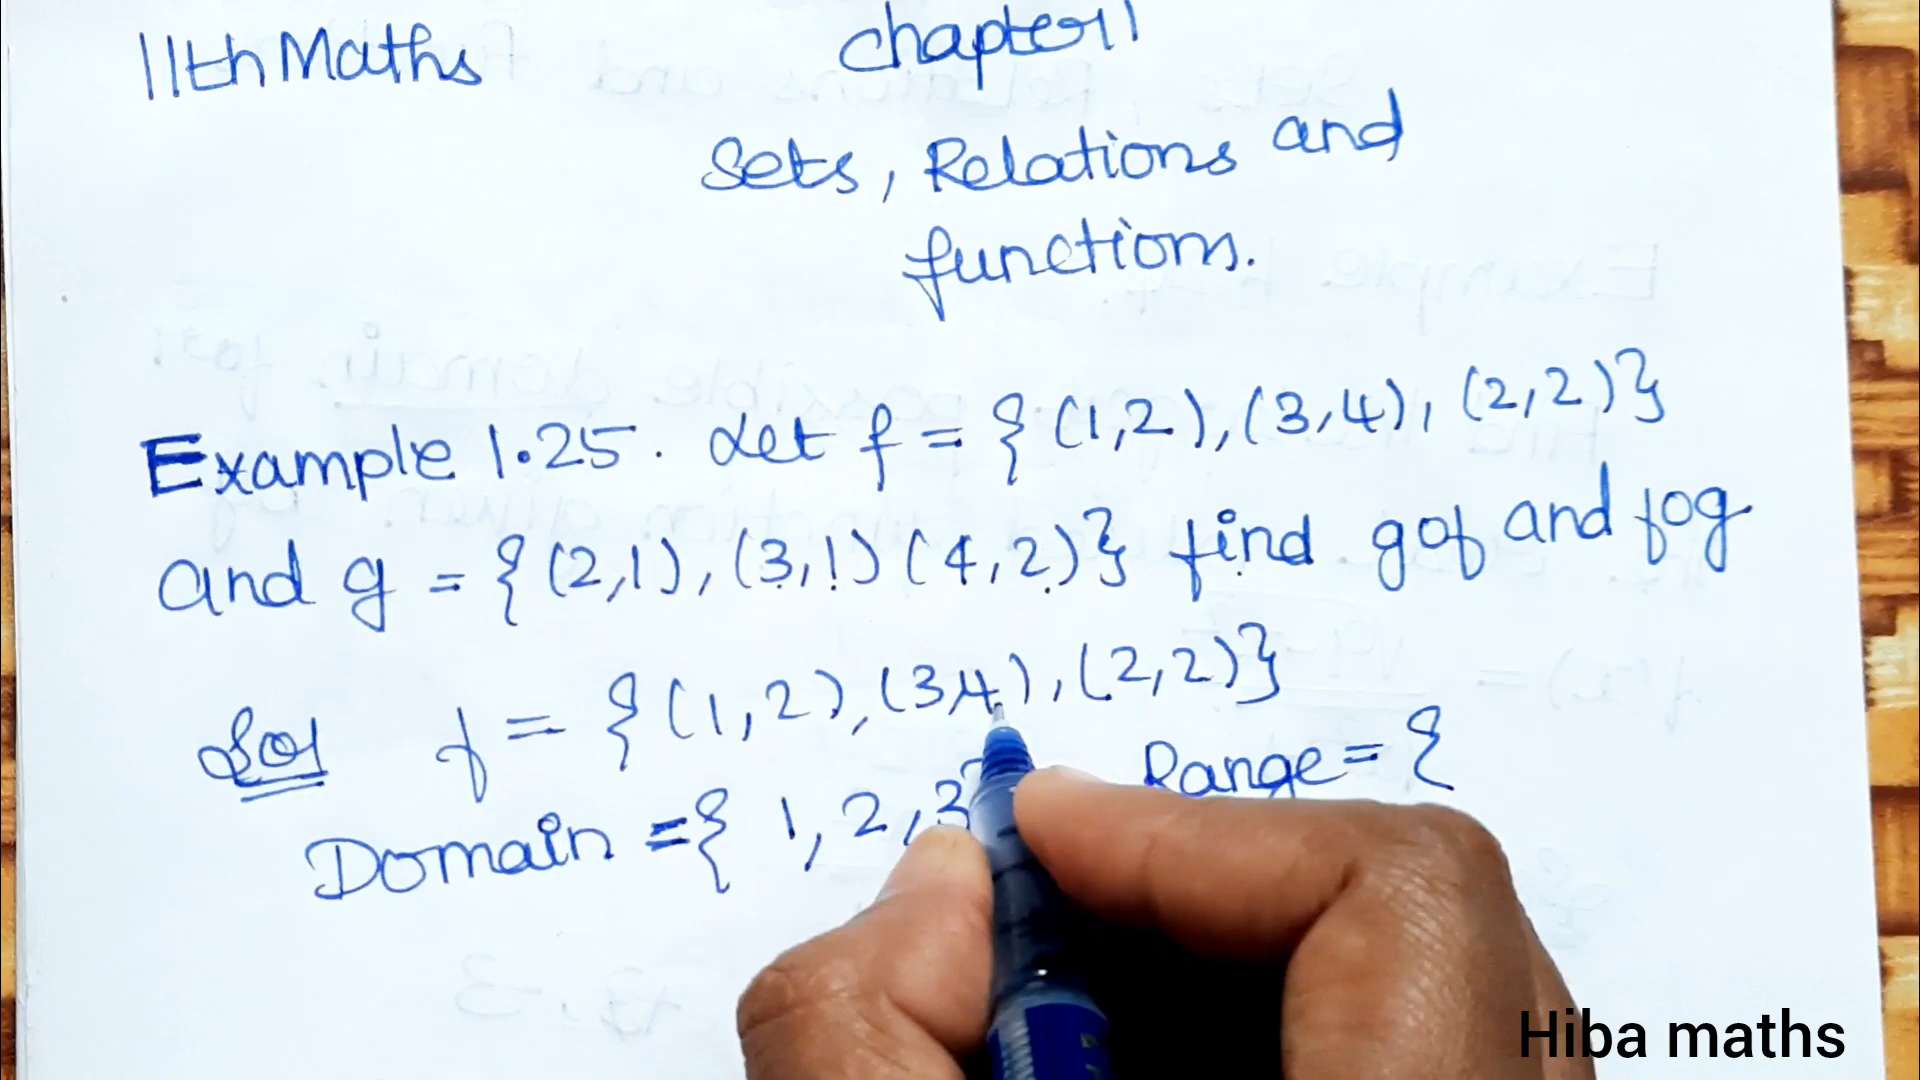 11th Maths
Chapter 1
Sets, Relations and
functions.
Example 1.25. Let f = {(1,2),(3,4),(2,2)}
and g = {(2,1),(3,1)(4,2)} find gof and fog
Sol f = {(1,2),(3,4),(2,2)}
Domain = { 1, 2, 3
Range = {
Hiba maths